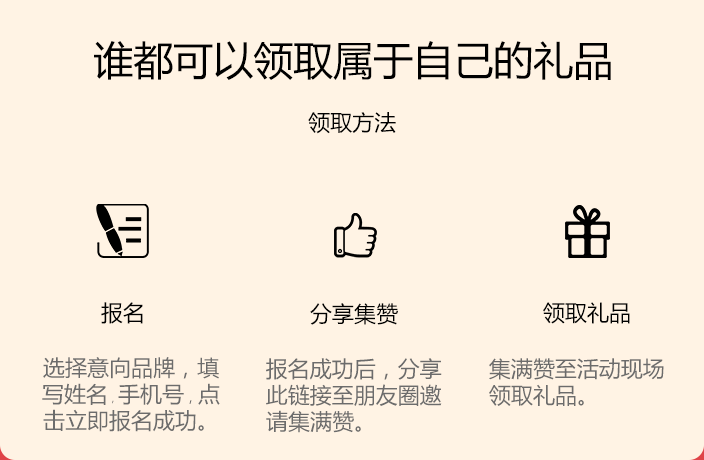 谁都可以领取属于自己的礼品
领取方法
报名
分享集赞
领取礼品
选择意向品牌，填
写姓名,手机号,点
击立即报名成功。
报名成功后，分享
此链接至朋友圈邀
请集满赞。
集满赞至活动现场
领取礼品。